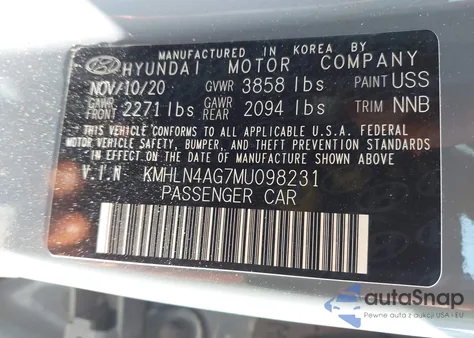 MANUFACTURED IN KOREA BY
HYUNDAI MOTOR COMPANY
NOV/10/20 GVWR 3858 lbs PAINT USS
GAWR FRONT 2271 lbs GAWR REAR 2094 lbs TRIM NNB
THIS VEHICLE CONFORMS TO ALL APPLICABLE U.S.A. FEDERAL
MOTOR VEHICLE SAFETY, BUMPER, AND THEFT PREVENTION STANDARDS
IN EFFECT ON THE DATE OF MANUFACTURE SHOWN ABOVE.
V.I.N KMHLN4AG7MU098231
PASSENGER CAR
autoSnap
Pewne auta z aukcji USA i EU